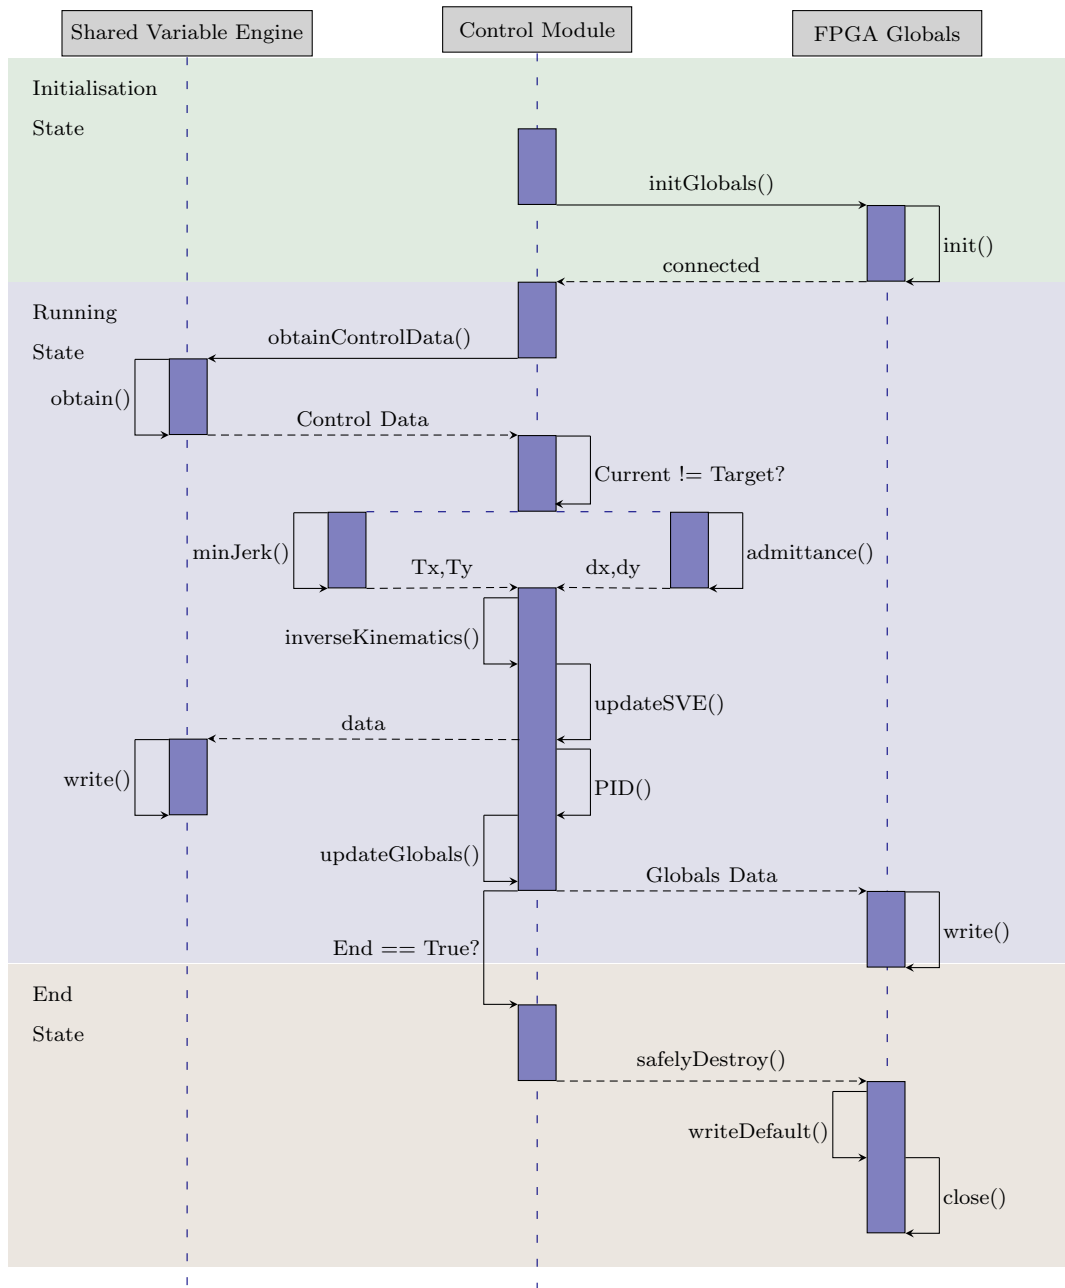 Shared Variable Engine
Control Module
FPGA Globals
Initialisation
State
initGlobals()
init()
connected
Running
State
obtainControlData()
obtain()
Control Data
Current != Target?
minJerk()
Tx,Ty
dx,dy
admittance()
inverseKinematics()
updateSVE()
data
write()
PID()
updateGlobals()
Globals Data
write()
End == True?
End
State
safelyDestroy()
writeDefault()
close()